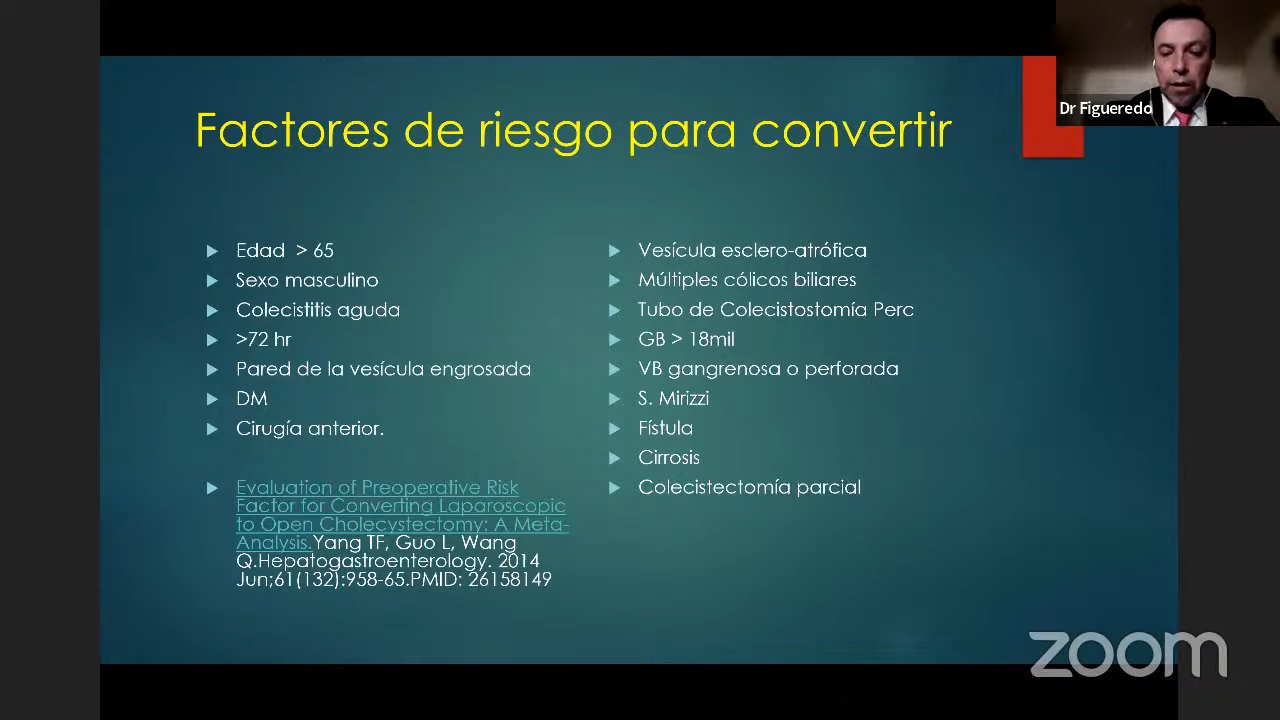 Dr Figueredo
Factores de riesgo para convertir
Edad > 65
Sexo masculino
Colecistitis aguda
>72 hr
Pared de la vesícula engrosada
DM
Cirugía anterior.
Evaluation of Preoperative Risk
Factor for Converting Laparoscopic
to Open Cholecystectomy: A Meta-
Analysis.Yang TF, Guo L, Wang
Q.Hepatogastroenterology. 2014
Jun;61(132):958-65.PMID: 26158149
Vesícula esclero-atrófica
Múltiples cólicos biliares
Tubo de Colecistostomía Perc
GB > 18mil
VB gangrenosa o perforada
S. Mirizzi
Fístula
Cirrosis
Colecistectomía parcial
zoom